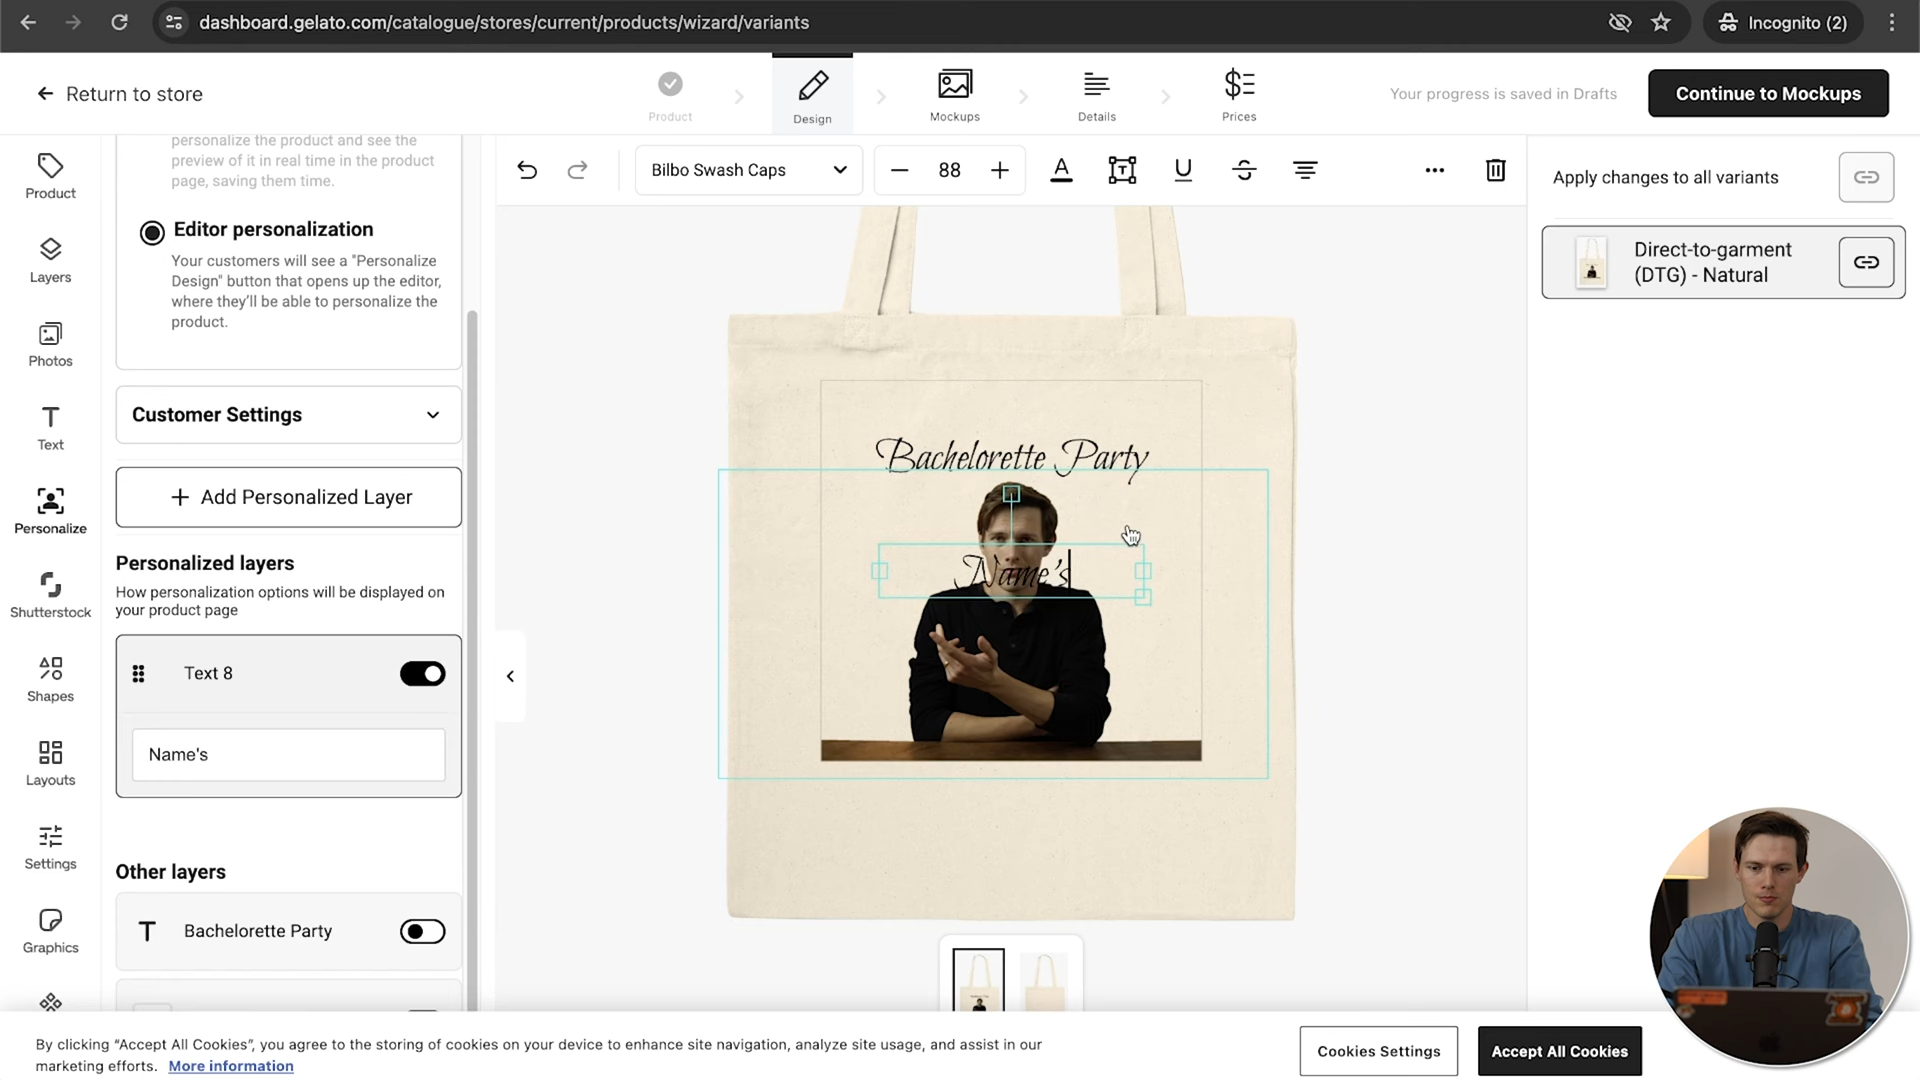 dashboard.gelato.com/catalogue/stores/current/products/wizard/variants
Incognito (2)
Return to store
Product
Design
Mockups
Details
Prices
Your progress is saved in Drafts
Continue to Mockups
Product
Layers
Photos
Text
Personalize
Shutterstock
Shapes
Layouts
Settings
Graphics
personalize the product and see the
preview of it in real time in the product
page, saving them time.
Editor personalization
Your customers will see a "Personalize
Design" button that opens up the editor,
where they'll be able to personalize the
product.
Customer Settings
+ Add Personalized Layer
Personalized layers
How personalization options will be displayed on
your product page
Text 8
Name's
Other layers
T Bachelorette Party
Bilbo Swash Caps
88
Bachelorette Party
Name's
Apply changes to all variants
Direct-to-garment
(DTG) - Natural
By clicking “Accept All Cookies”, you agree to the storing of cookies on your device to enhance site navigation, analyze site usage, and assist in our
marketing efforts. More information
Cookies Settings
Accept All Cookies